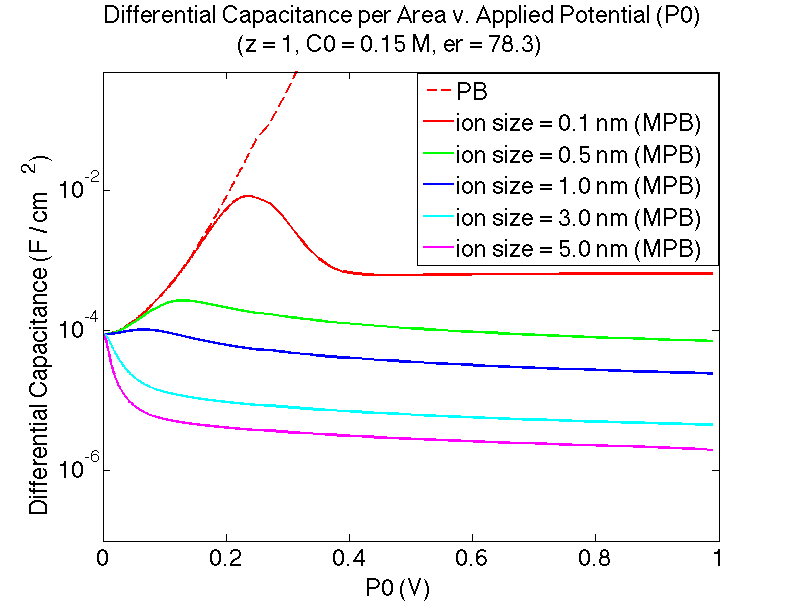 Differential Capacitance per Area v. Applied Potential (P0)
(z = 1, C0 = 0.15 M, er = 78.3)
PB
ion size = 0.1 nm (MPB)
ion size = 0.5 nm (MPB)
ion size = 1.0 nm (MPB)
ion size = 3.0 nm (MPB)
ion size = 5.0 nm (MPB)
Differential Capacitance (F / cm 2)
10-2
10-4
10-6
0 0.2 0.4 0.6 0.8 1
P0 (V)